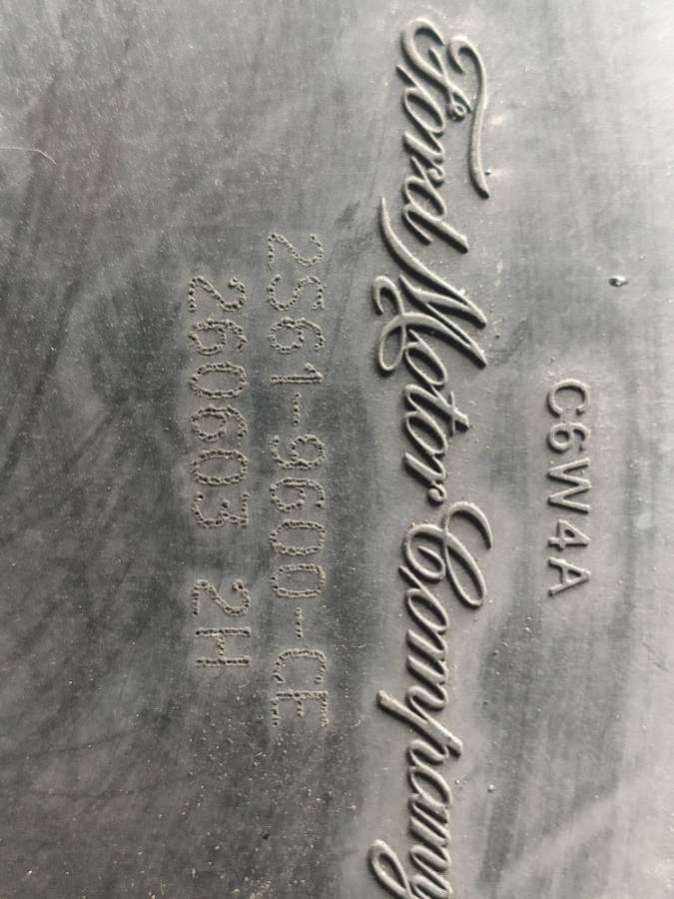 C6W4A
Ford Motor Company
2S61-9600-CE
260603 2H